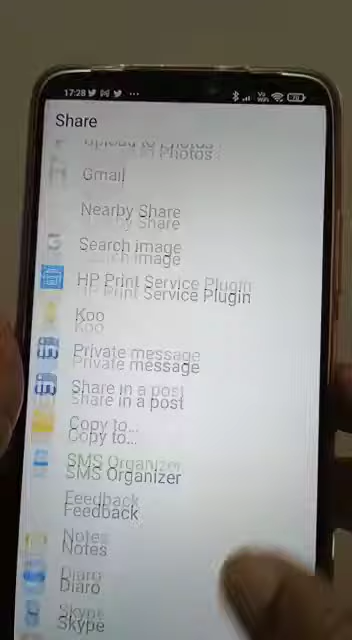 17:28
Share
Upload to Photos
Gmail
Nearby Share
Search image
HP Print Service Plugin
Koo
Private message
Share in a post
Copy to...
SMS Organizer
Feedback
Notes
Diaro
Skype